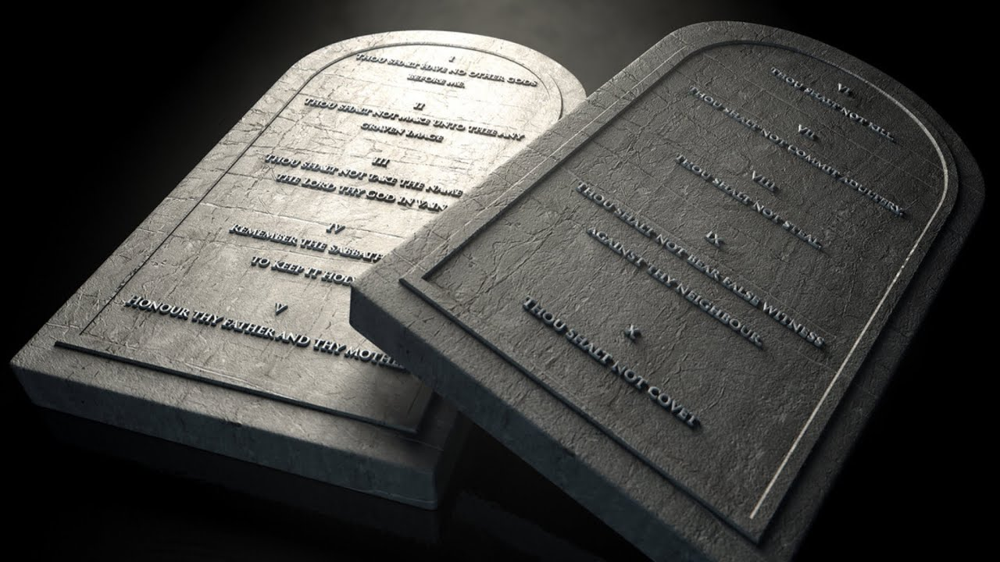 I
THOU SHALT HAVE NO OTHER GODS
BEFORE ME.
II
THOU SHALT NOT MAKE UNTO THEE ANY
GRAVEN IMAGE
III
THOU SHALT NOT TAKE THE NAME
THE LORD THY GOD IN VAIN
IV
REMEMBER THE SABBATH
TO KEEP IT HOLY
V
HONOUR THY FATHER AND THY MOTHER
VI
THOU SHALT NOT KILL.
VII
THOU SHALT NOT COMMIT ADULTERY.
VIII
THOU SHALT NOT STEAL
IX
THOU SHALT NOT BEAR FALSE WITNESS
AGAINST THY NEIGHBOUR
X
THOU SHALT NOT COVET